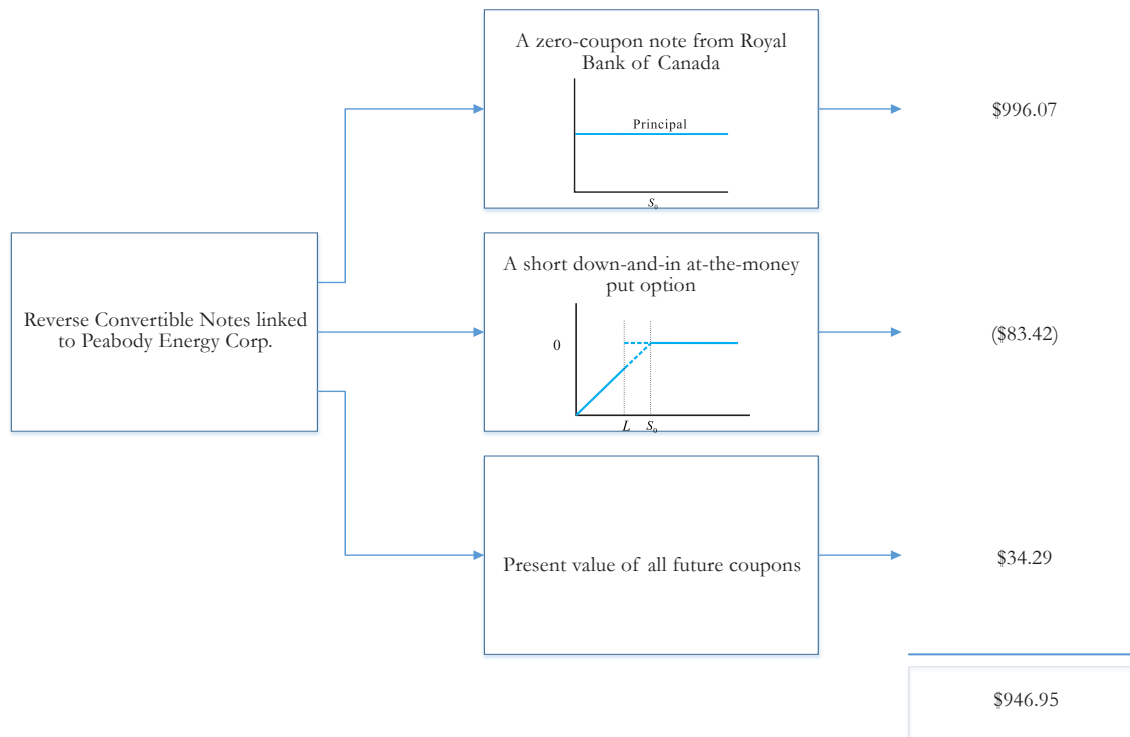 A zero-coupon note from Royal
Bank of Canada
Principal
S₀
$996.07
Reverse Convertible Notes linked
to Peabody Energy Corp.
A short down-and-in at-the-money
put option
0
L S₀
($83.42)
Present value of all future coupons
$34.29
$946.95